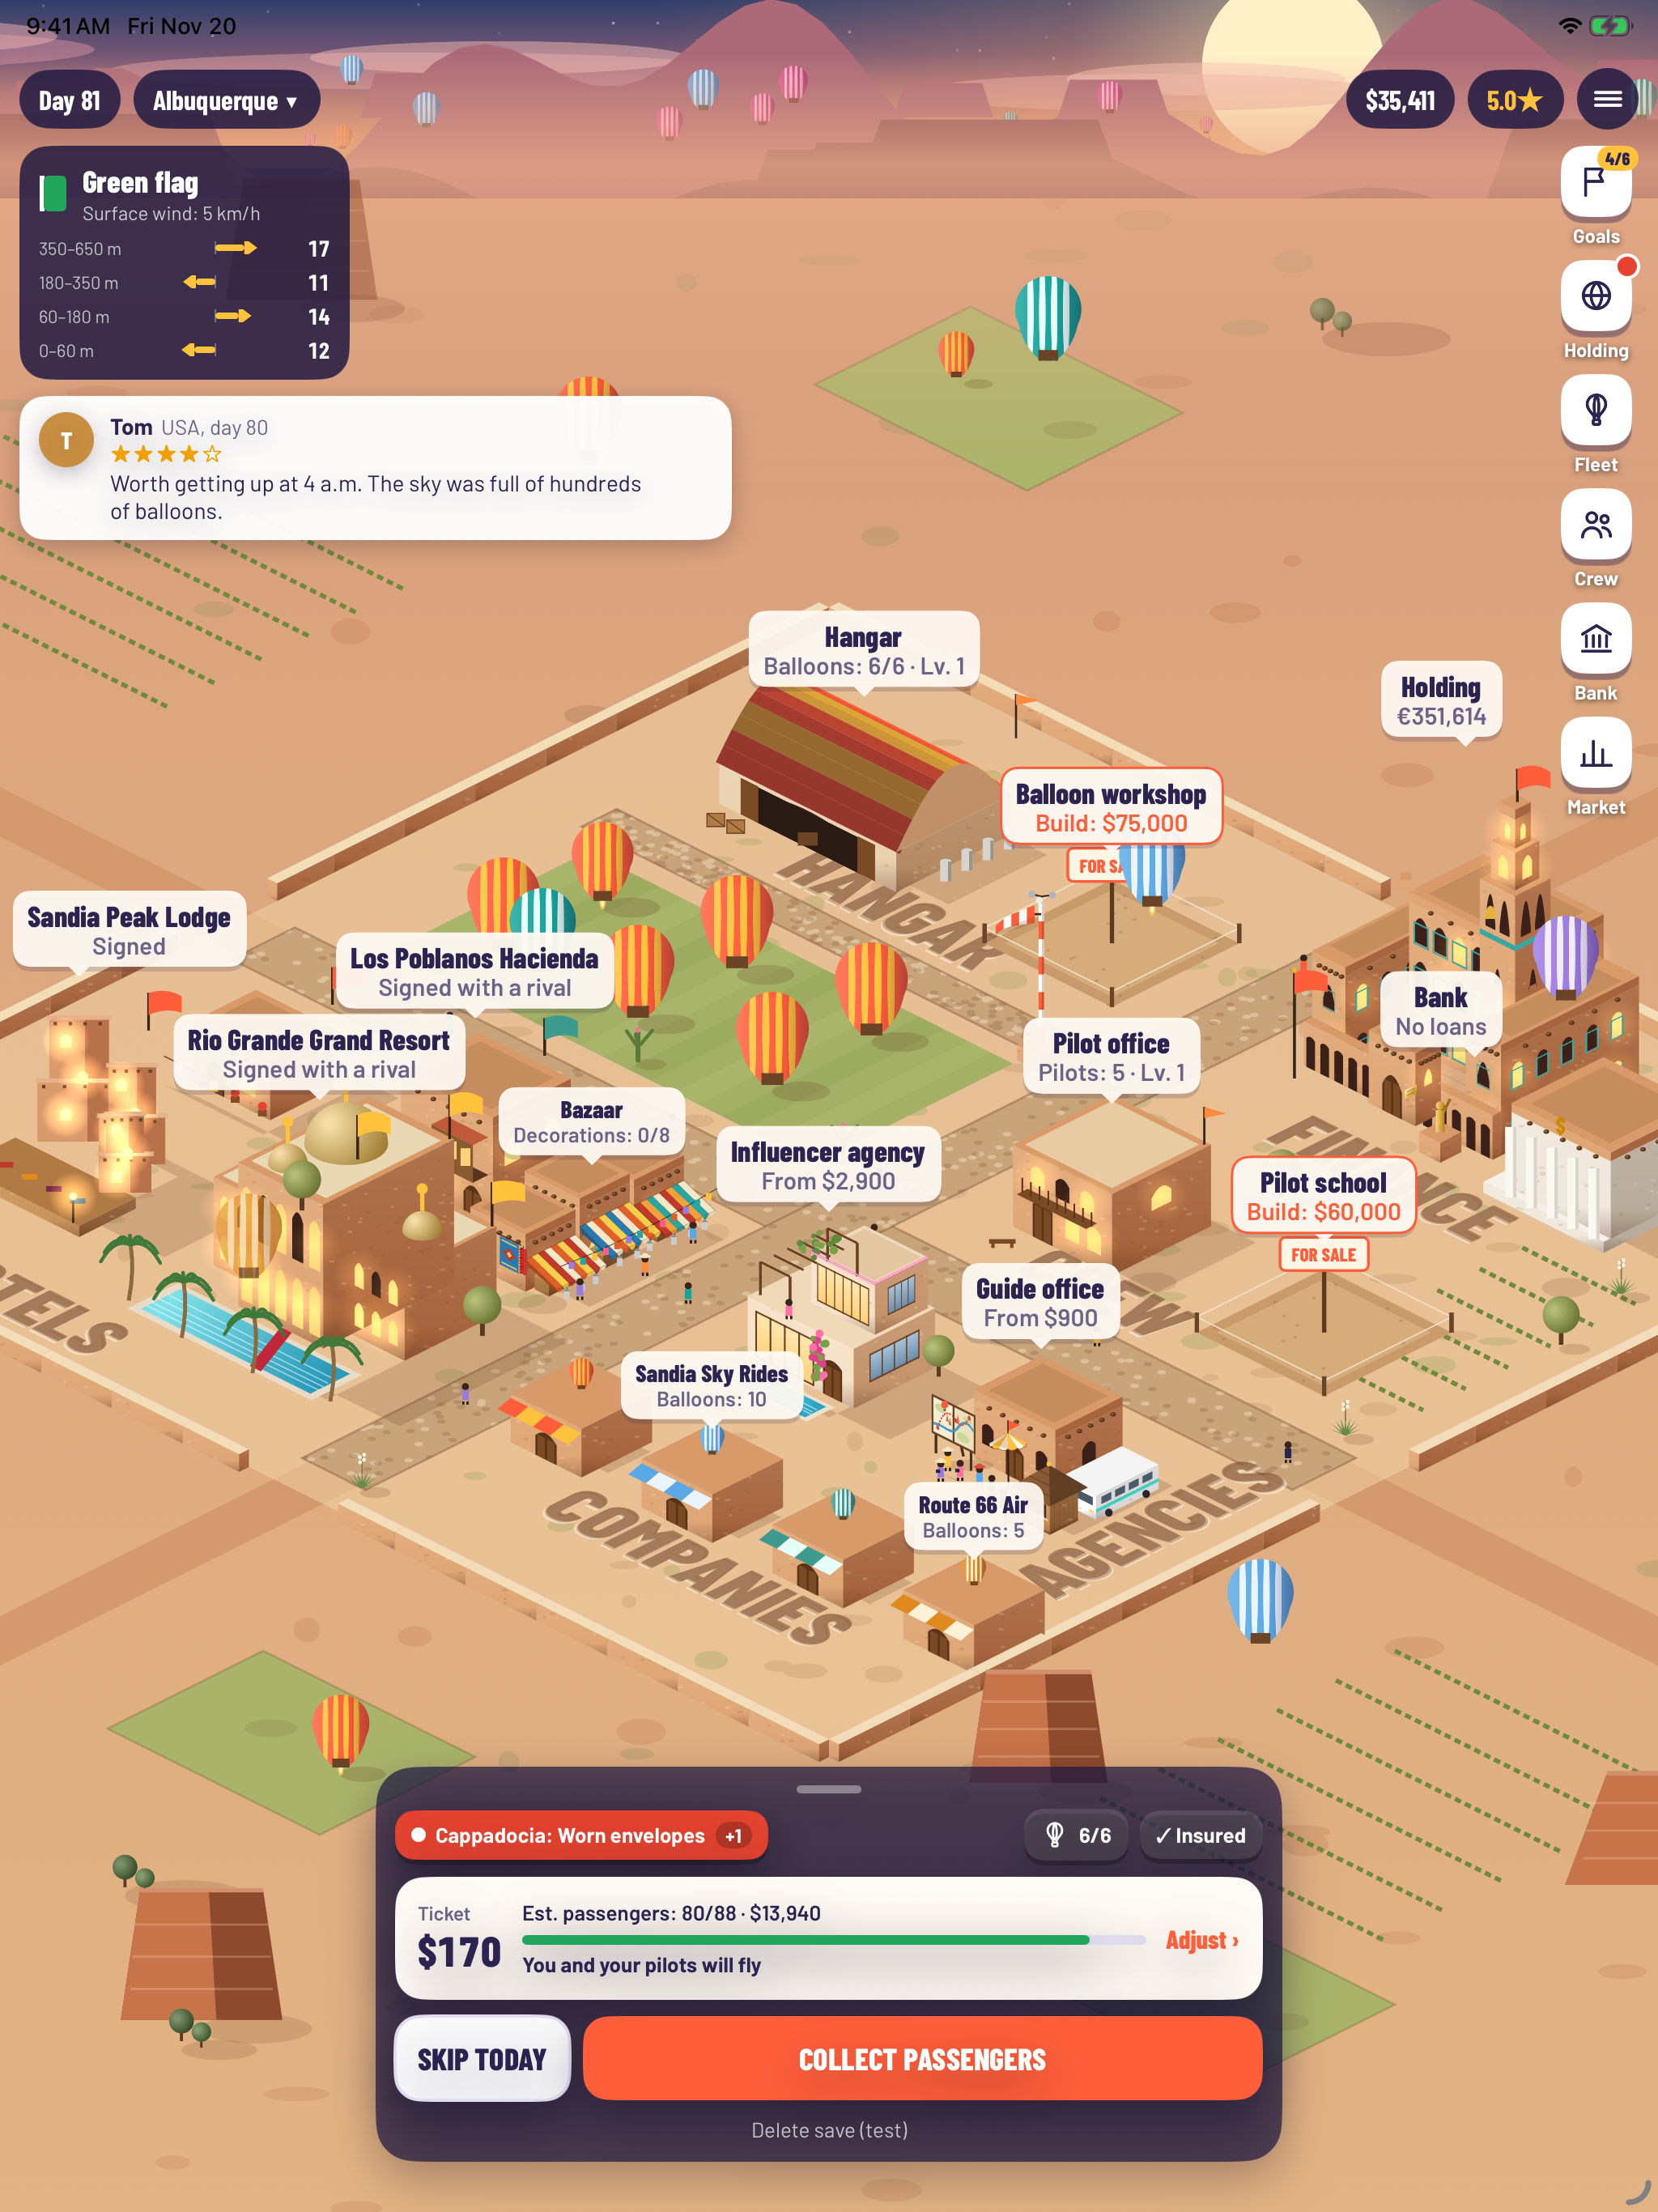 9:41 AM Fri Nov 20
Day 81
Albuquerque ▾
$35,411
5.0★
Green flag
Surface wind: 5 km/h
350–650 m 17
180–350 m 11
60–180 m 14
0–60 m 12
4/6
Goals
Holding
Fleet
Crew
Bank
Market
T
Tom USA, day 80
★★★★☆
Worth getting up at 4 a.m. The sky was full of hundreds
of balloons.
Hangar
Balloons: 6/6 · Lv. 1
Holding
€351,614
Balloon workshop
Build: $75,000
FOR SA
HANGAR
Sandia Peak Lodge
Signed
Los Poblanos Hacienda
Signed with a rival
Rio Grande Grand Resort
Signed with a rival
Bank
No loans
Pilot office
Pilots: 5 · Lv. 1
Bazaar
Decorations: 0/8
Influencer agency
From $2,900
Pilot school
Build: $60,000
FOR SALE
$
Guide office
From $900
Sandia Sky Rides
Balloons: 10
Route 66 Air
Balloons: 5
COMPANIES
AGENCIES
Cappadocia: Worn envelopes +1
6/6
✓ Insured
Ticket
$170
Est. passengers: 80/88 · $13,940
You and your pilots will fly
Adjust ›
SKIP TODAY
COLLECT PASSENGERS
Delete save (test)